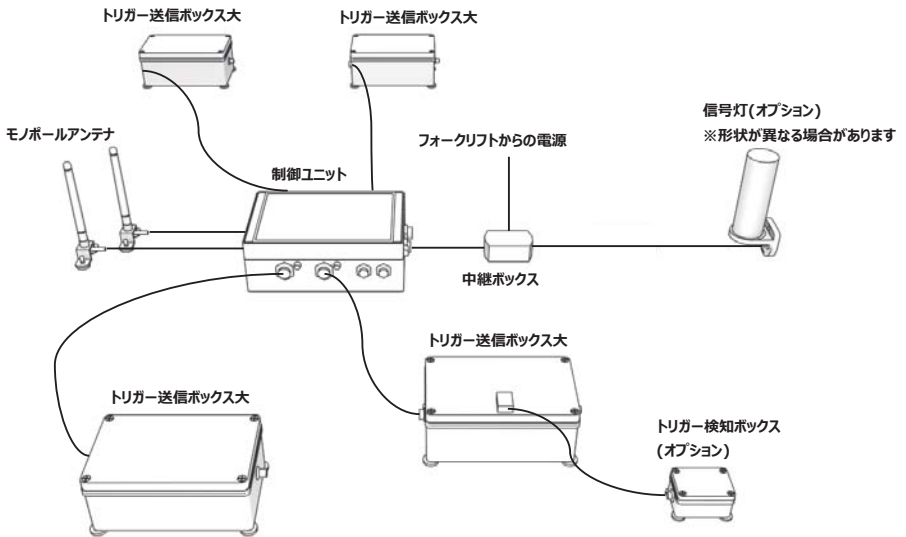 トリガー送信ボックス大
トリガー送信ボックス大
モノポールアンテナ
制御ユニット
フォークリフトからの電源
信号灯(オプション)
※形状が異なる場合があります
中継ボックス
トリガー送信ボックス大
トリガー送信ボックス大
トリガー検知ボックス
(オプション)